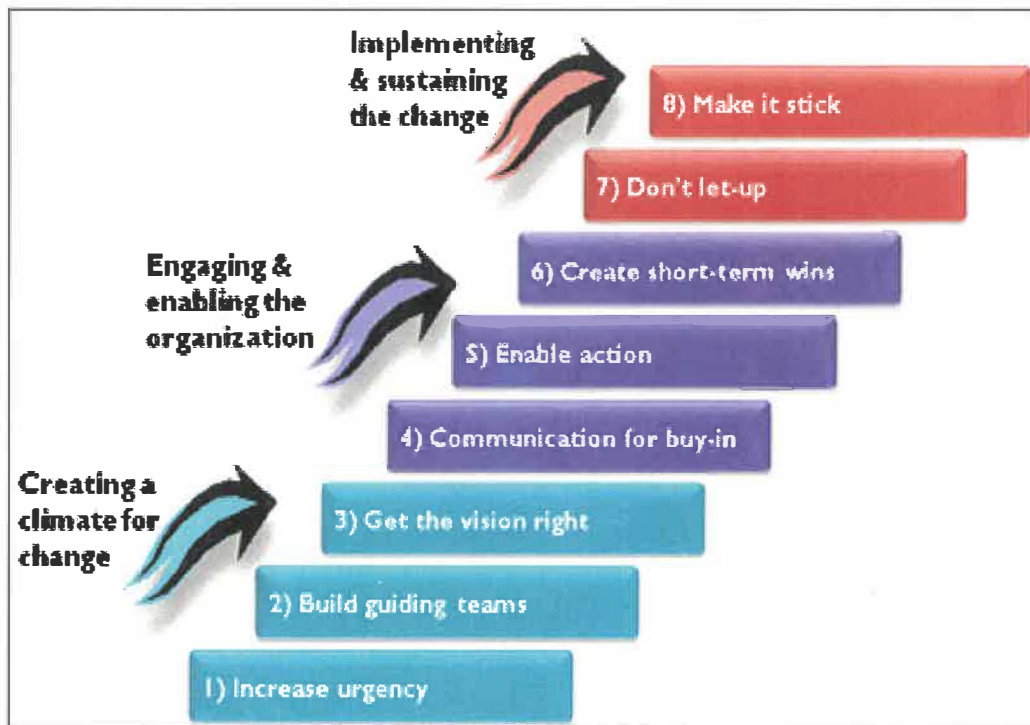 Implementing
& sustaining
the change
8) Make it stick
7) Don't let-up
Engaging &
enabling the
organization
6) Create short-term wins
5) Enable action
4) Communication for buy-in
Creating a
climate for
change
3) Get the vision right
2) Build guiding teams
1) Increase urgency